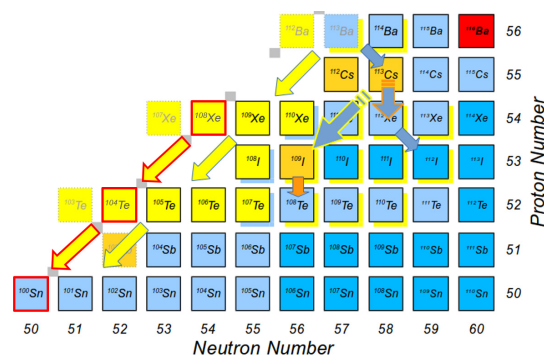 ¹¹²Ba ¹¹³Ba ¹¹⁴Ba ¹¹⁵Ba ¹¹⁶Ba 56
¹¹²Cs ¹¹³Cs ¹¹⁴Cs ¹¹⁵Cs 55
¹⁰⁷Xe ¹⁰⁸Xe ¹⁰⁹Xe ¹¹⁰Xe ¹¹²Xe ¹¹³Xe ¹¹⁴Xe 54
¹⁰⁸I ¹⁰⁹I ¹¹⁰I ¹¹¹I ¹¹²I ¹¹³I 53
¹⁰³Te ¹⁰⁴Te ¹⁰⁵Te ¹⁰⁶Te ¹⁰⁷Te ¹⁰⁸Te ¹⁰⁹Te ¹¹⁰Te ¹¹¹Te ¹¹²Te 52
¹⁰⁴Sb ¹⁰⁵Sb ¹⁰⁶Sb ¹⁰⁷Sb ¹⁰⁸Sb ¹⁰⁹Sb ¹¹⁰Sb ¹¹¹Sb 51
¹⁰⁰Sn ¹⁰¹Sn ¹⁰²Sn ¹⁰³Sn ¹⁰⁴Sn ¹⁰⁵Sn ¹⁰⁶Sn ¹⁰⁷Sn ¹⁰⁸Sn ¹⁰⁹Sn ¹¹⁰Sn 50
50 51 52 53 54 55 56 57 58 59 60
Neutron Number
Proton Number